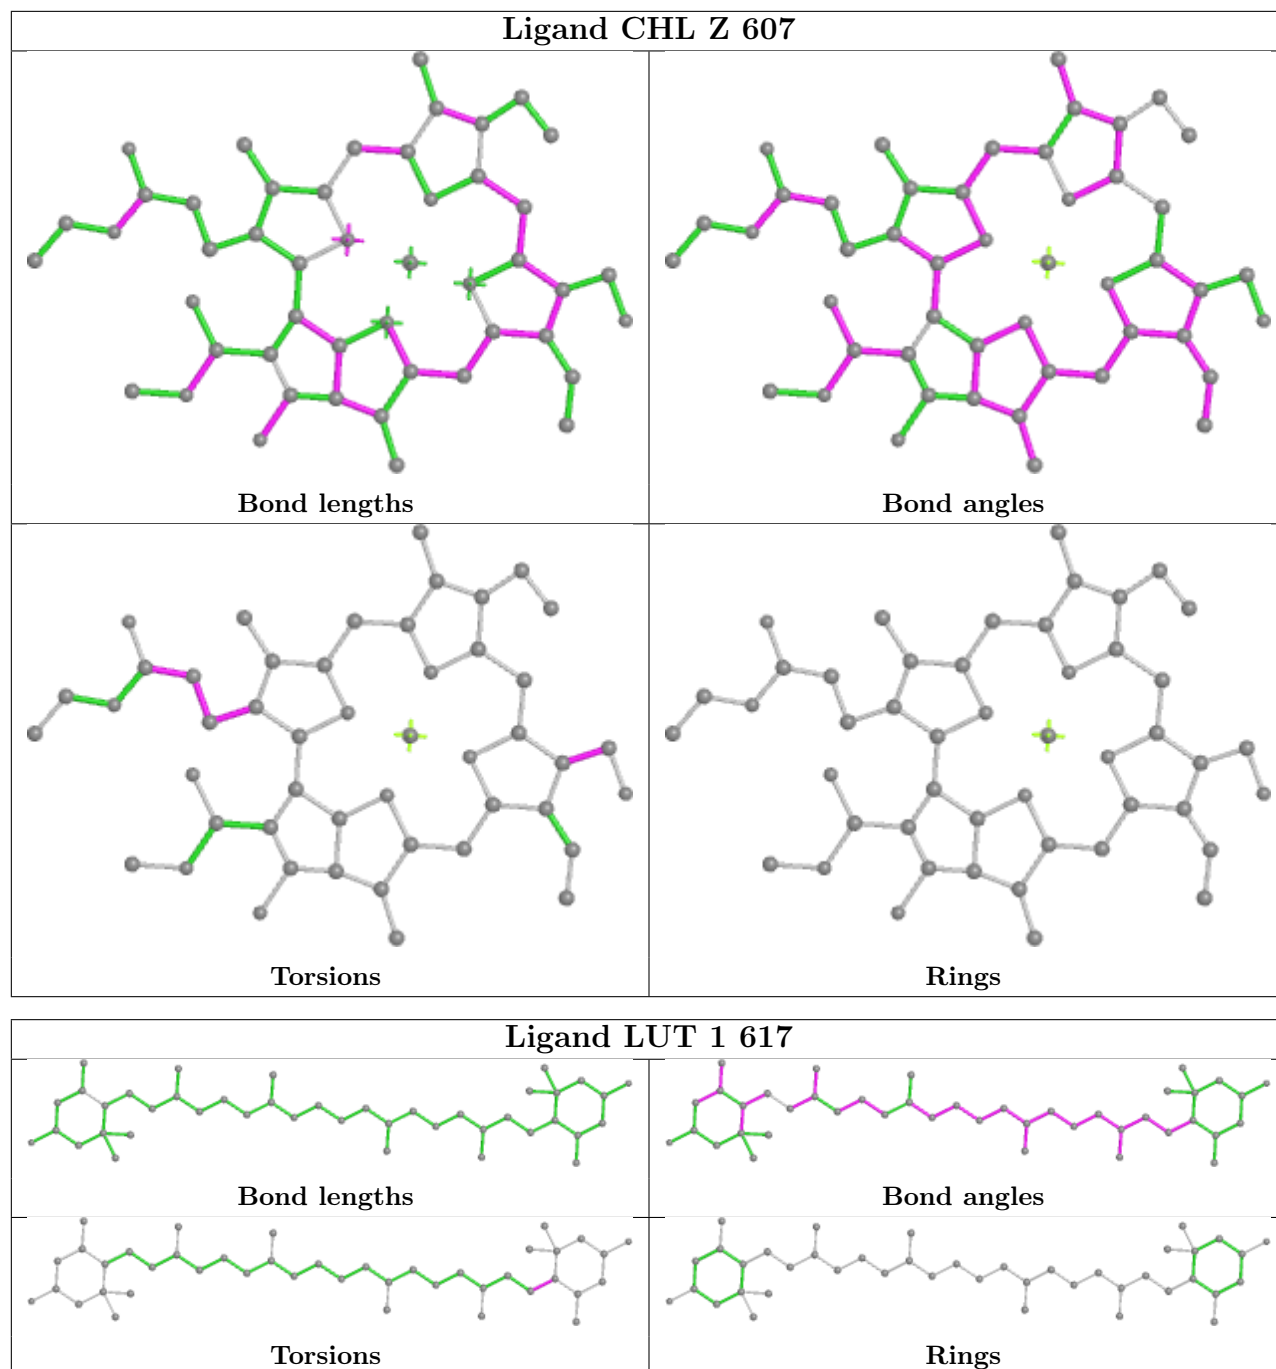 Ligand CHL Z 607
Bond lengths
Bond angles
Torsions
Rings
Ligand LUT 1 617
Bond lengths
Bond angles
Torsions
Rings